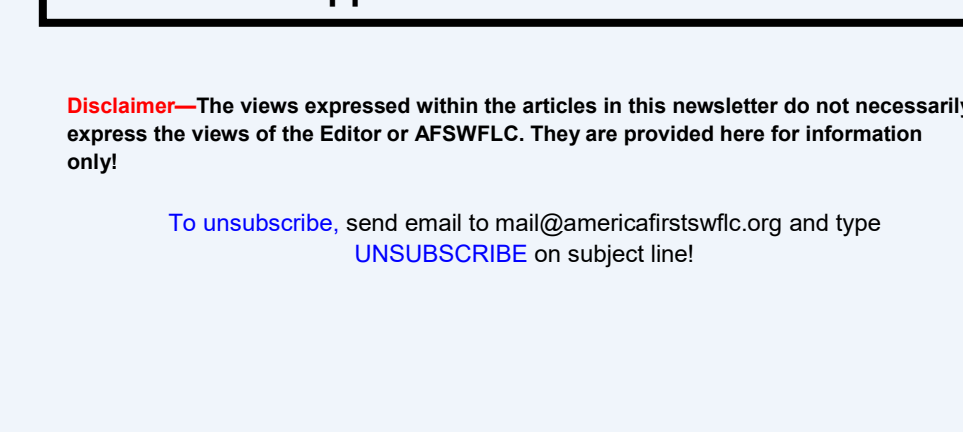 Disclaimer—The views expressed within the articles in this newsletter do not necessarily
express the views of the Editor or AFSWFLC. They are provided here for information
only!
To unsubscribe, send email to mail@americafirstswflc.org and type
UNSUBSCRIBE on subject line!